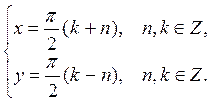 { x = π/2 (k + n), n, k ∈ Z,
y = π/2 (k − n), n, k ∈ Z.